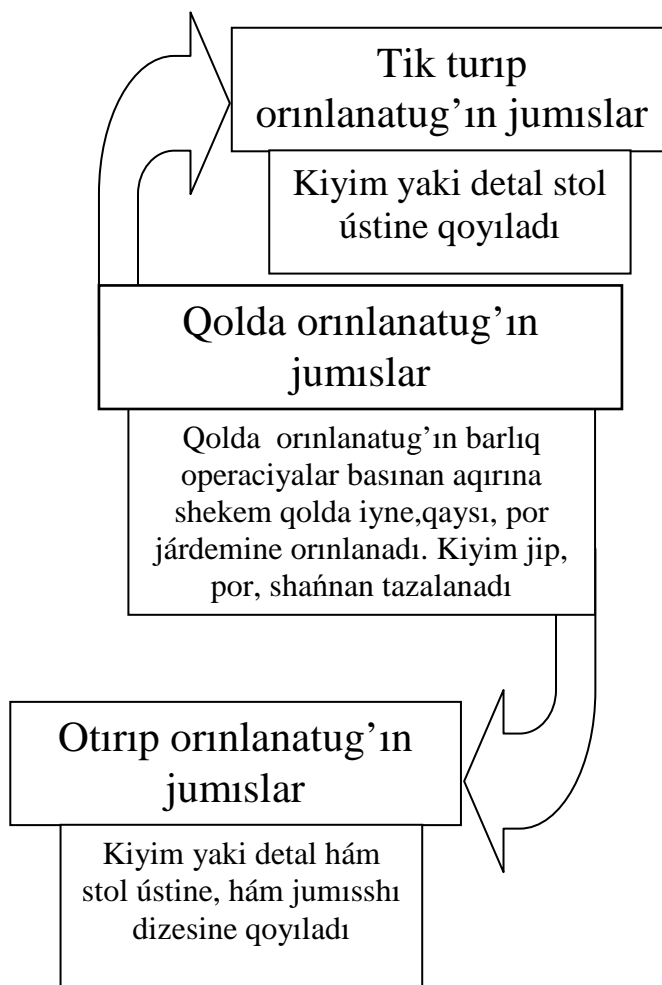 Tik turıp
orınlanatug’ın jumıslar
Kiyim yaki detal stol
ústine qoyıladı
Qolda orınlanatug’ın
jumıslar
Qolda orınlanatug’ın barlıq
operaciyalar basınan aqırına
shekem qolda iyne,qaysı, por
járdemine orınlanadı. Kiyim jip,
por, shańnan tazalanadı
Otırıp orınlanatug’ın
jumıslar
Kiyim yaki detal hám
stol ústine, hám jumısshı
dizesine qoyıladı